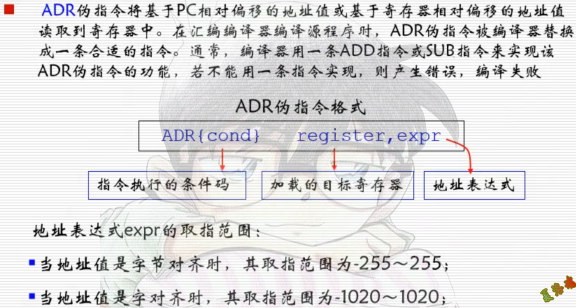 ADR伪指令将基于PC相对偏移的地址值或基于寄存器相对偏移的地址值
读取到寄存器中。在汇编编译器编译源程序时，ADR伪指令被编译器替换
成一条合适的指令。通常，编译器用一条ADD指令或SUB指令来实现该
ADR伪指令的功能，若不能用一条指令实现，则产生错误，编译失败
ADR伪指令格式
ADR{cond} register,expr
指令执行的条件码 加载的目标寄存器 地址表达式
地址表达式expr的取指范围：
当地址值是字节对齐时，其取指范围为-255～255；
当地址值是字对齐时，其取指范围为-1020～1020；